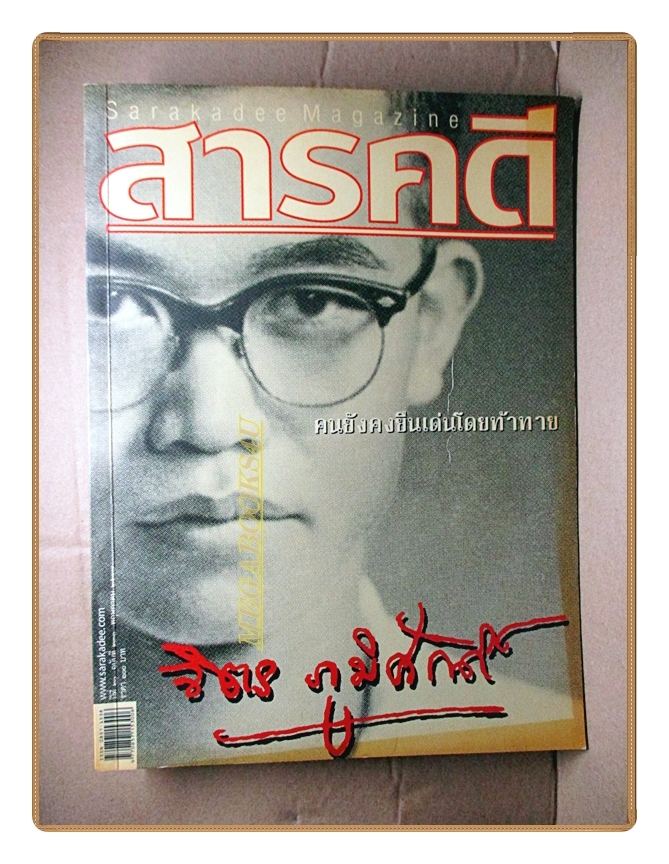 Sarakadee Magazine
สารคดี
คนยังคงยืนเด่นโดยท้าทาย
จิตร ภูมิศักดิ์
www.sarakadee.com